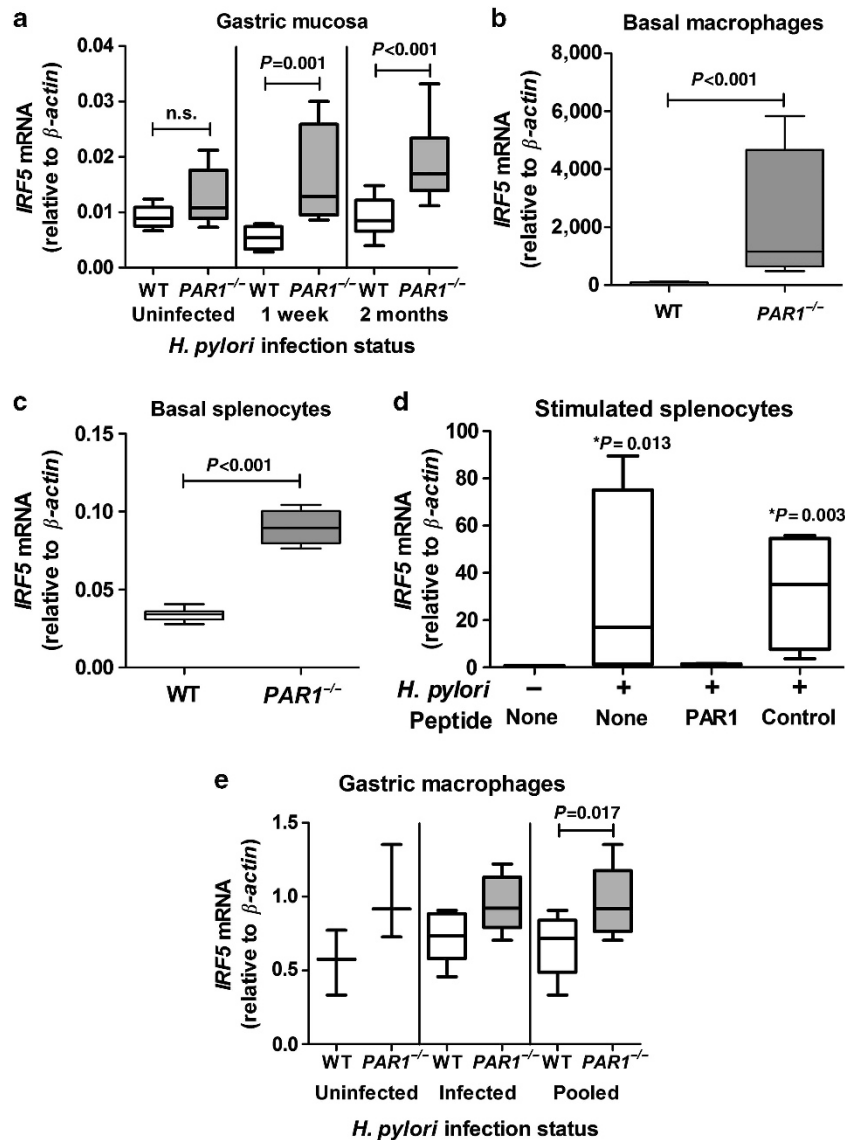 a
Gastric mucosa
IRF5 mRNA
(relative to β-actin)
0.04
0.03
0.02
0.01
0.00
n.s.
P=0.001
P<0.001
WT PAR1−/− WT PAR1−/− WT PAR1−/−
Uninfected 1 week 2 months
H. pylori infection status
b
Basal macrophages
IRF5 mRNA
(relative to β-actin)
8,000
6,000
4,000
2,000
0
P<0.001
WT PAR1−/−
c
Basal splenocytes
IRF5 mRNA
(relative to β-actin)
0.15
0.10
0.05
0.00
P<0.001
WT PAR1−/−
d
Stimulated splenocytes
IRF5 mRNA
(relative to β-actin)
100
80
60
40
20
0
*P=0.013
*P=0.003
H. pylori − + + +
Peptide None None PAR1 Control
e
Gastric macrophages
IRF5 mRNA
(relative to β-actin)
1.5
1.0
0.5
0.0
P=0.017
WT PAR1−/− WT PAR1−/− WT PAR1−/−
Uninfected Infected Pooled
H. pylori infection status